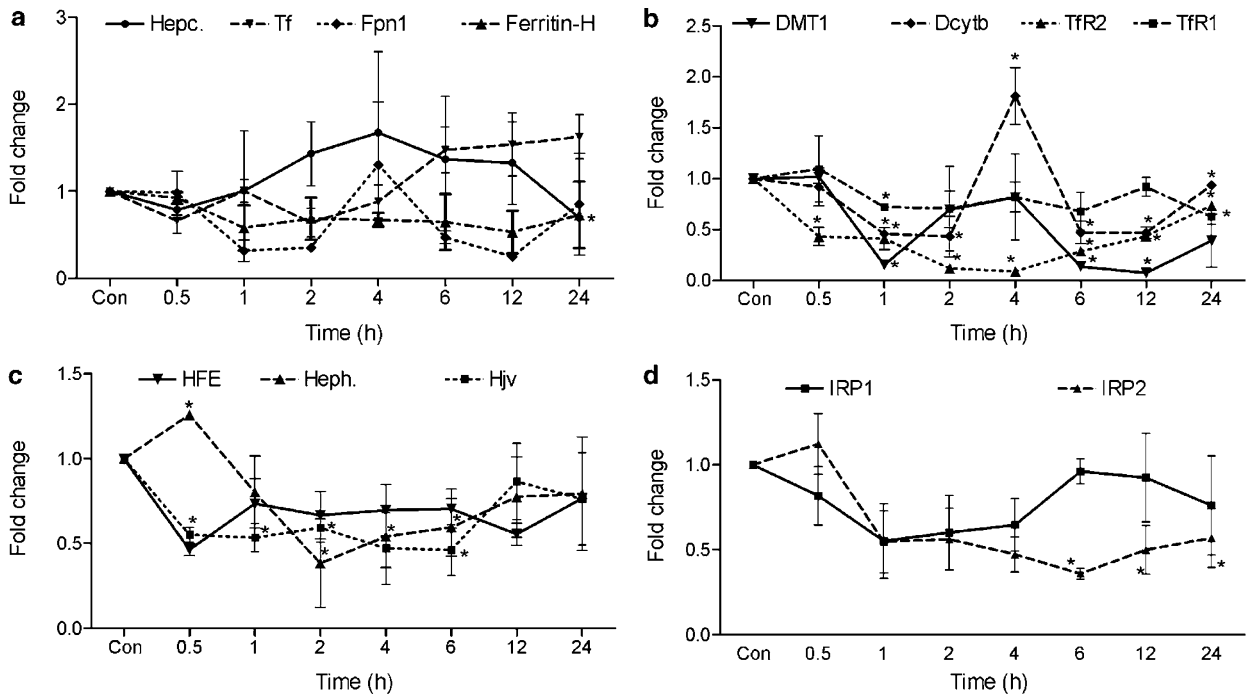 a
Hepc. Tf Fpn1 Ferritin-H
Fold change
3
2
1
0
Con 0.5 1 2 4 6 12 24
Time (h)
*
b
DMT1 Dcytb TfR2 TfR1
Fold change
2.5
2.0
1.5
1.0
0.5
0.0
Con 0.5 1 2 4 6 12 24
Time (h)
c
HFE Heph. Hjv
Fold change
1.5
1.0
0.5
0.0
Con 0.5 1 2 4 6 12 24
Time (h)
d
IRP1 IRP2
Fold change
1.5
1.0
0.5
0.0
Con 0.5 1 2 4 6 12 24
Time (h)